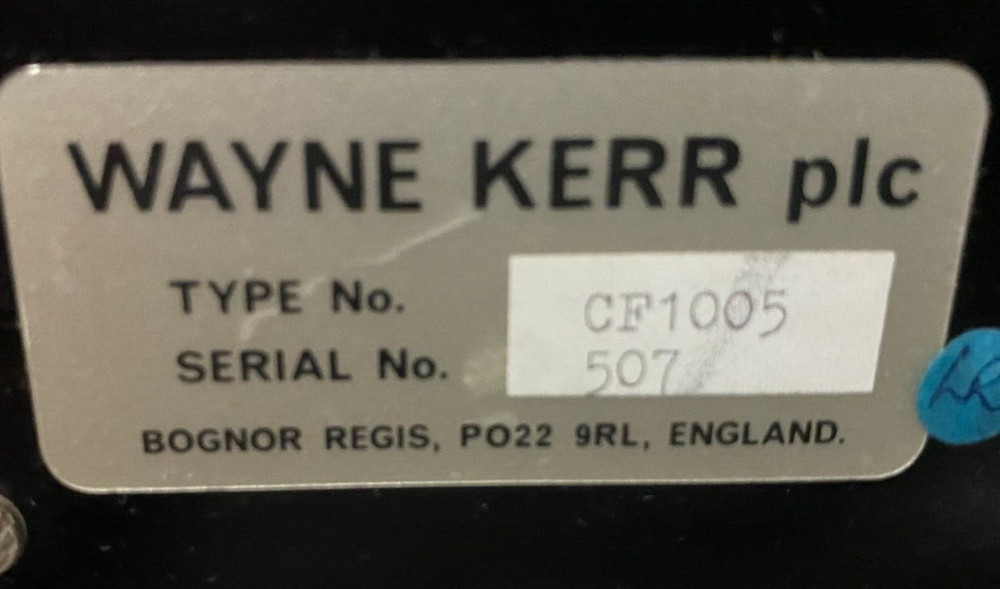 WAYNE KERR plc
TYPE No. CF1005
SERIAL No. 507
BOGNOR REGIS, PO22 9RL, ENGLAND.